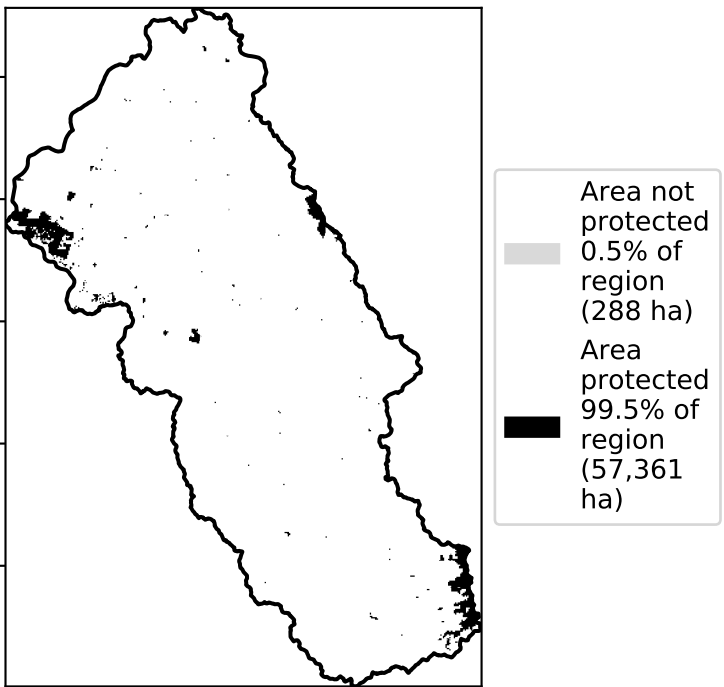 Area not
protected
0.5% of
region
(288 ha)
Area
protected
99.5% of
region
(57,361
ha)